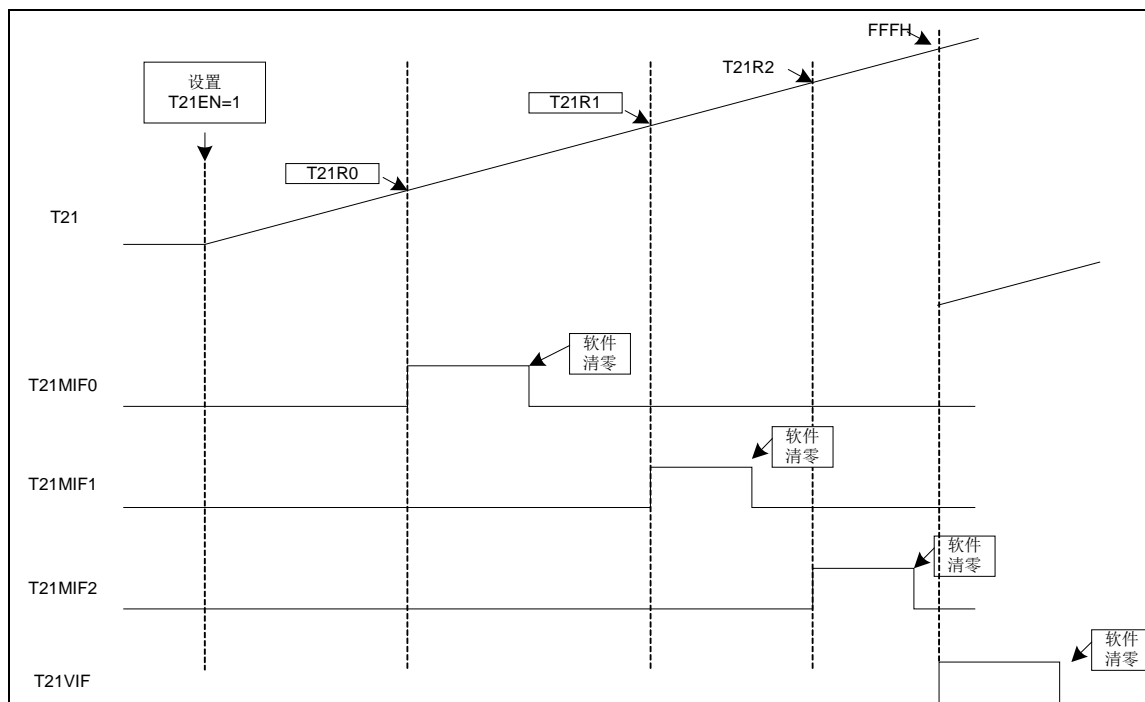 FFFH
设置
T21EN=1
T21R2
T21R1
T21R0
T21
软件
清零
T21MIF0
软件
清零
T21MIF1
软件
清零
T21MIF2
软件
清零
T21VIF